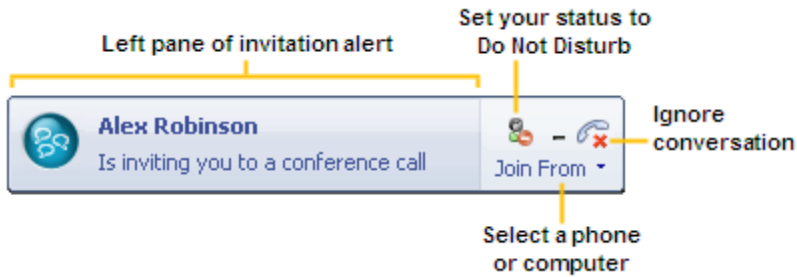 Set your status to
Do Not Disturb
Left pane of invitation alert
Alex Robinson
Is inviting you to a conference call
Join From
Ignore
conversation
Select a phone
or computer